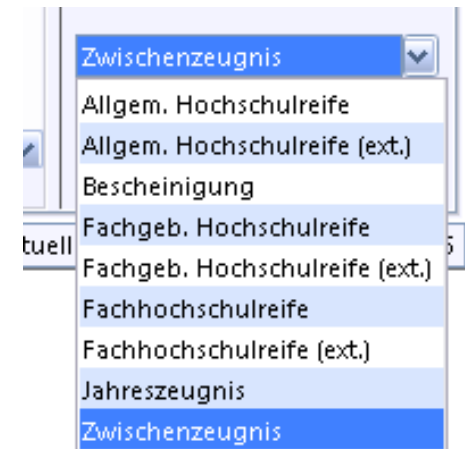 Zwischenzeugnis
Allgem. Hochschulreife
Allgem. Hochschulreife (ext.)
Bescheinigung
Fachgeb. Hochschulreife
tuell
Fachgeb. Hochschulreife (ext.)
Fachhochschulreife
Fachhochschulreife (ext.)
Jahreszeugnis
Zwischenzeugnis